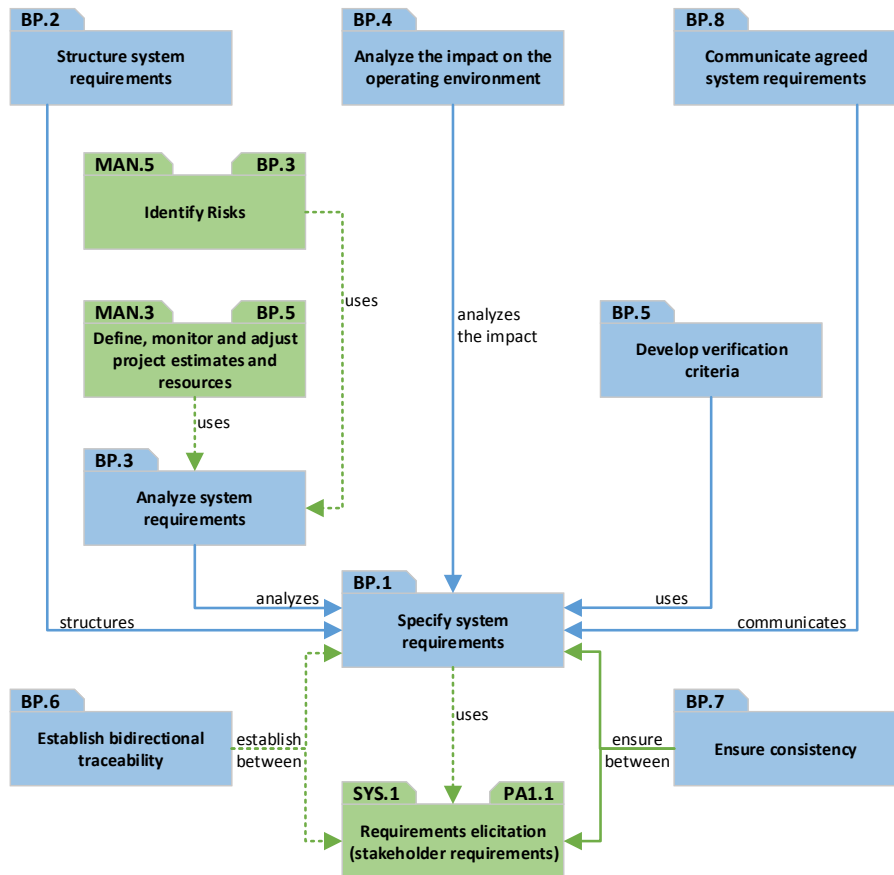 BP.2
Structure system
requirements
BP.4
Analyze the impact on the
operating environment
BP.8
Communicate agreed
system requirements
MAN.5
BP.3
Identify Risks
uses
analyzes
the impact
MAN.3
BP.5
Define, monitor and adjust
project estimates and
resources
uses
BP.5
Develop verification
criteria
BP.3
Analyze system
requirements
analyzes
structures
BP.1
Specify system
requirements
uses
communicates
BP.6
Establish bidirectional
traceability
establish
between
uses
ensure
between
BP.7
Ensure consistency
SYS.1
PA1.1
Requirements elicitation
(stakeholder requirements)